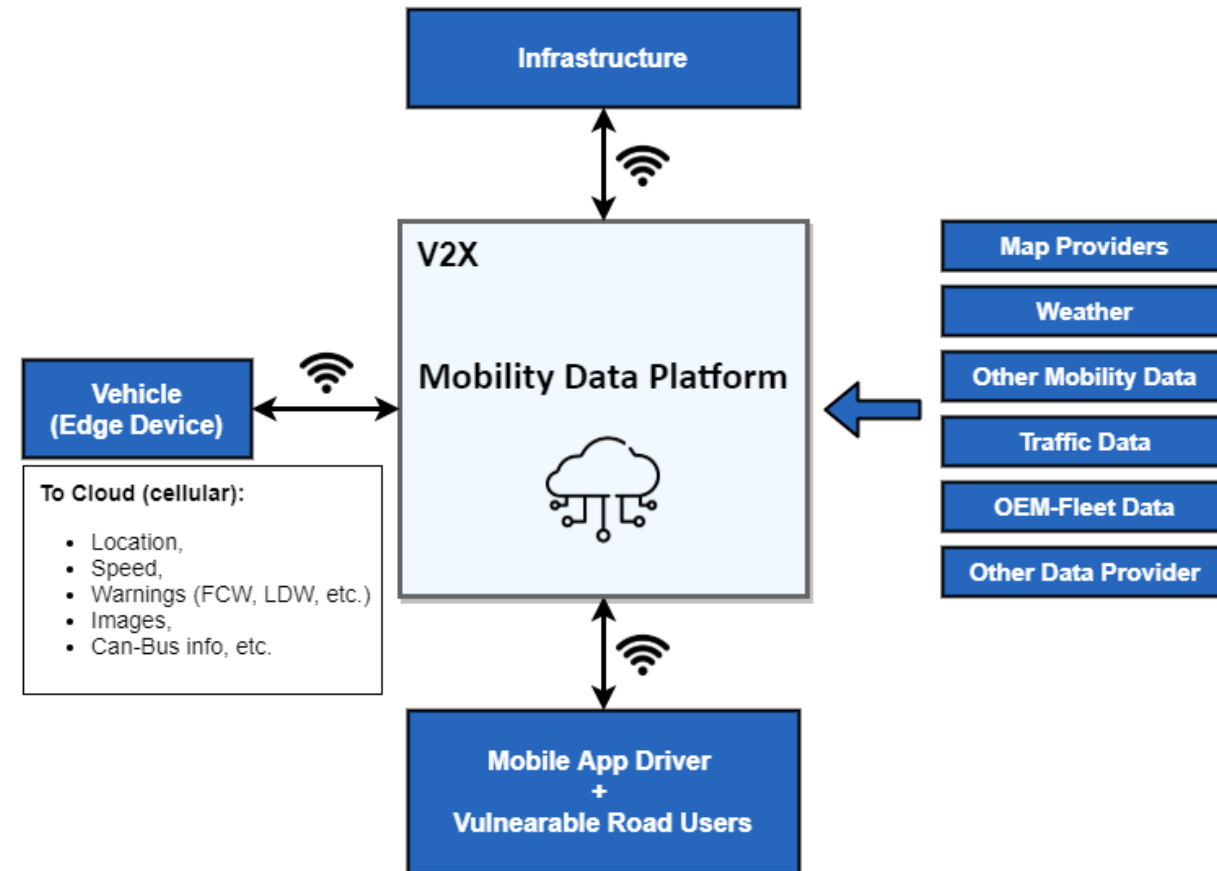 Infrastructure
V2X
Mobility Data Platform
Map Providers
Weather
Other Mobility Data
Traffic Data
OEM-Fleet Data
Other Data Provider
Vehicle
(Edge Device)
To Cloud (cellular):
• Location,
• Speed,
• Warnings (FCW, LDW, etc.)
• Images,
• Can-Bus info, etc.
Mobile App Driver
+
Vulnearable Road Users